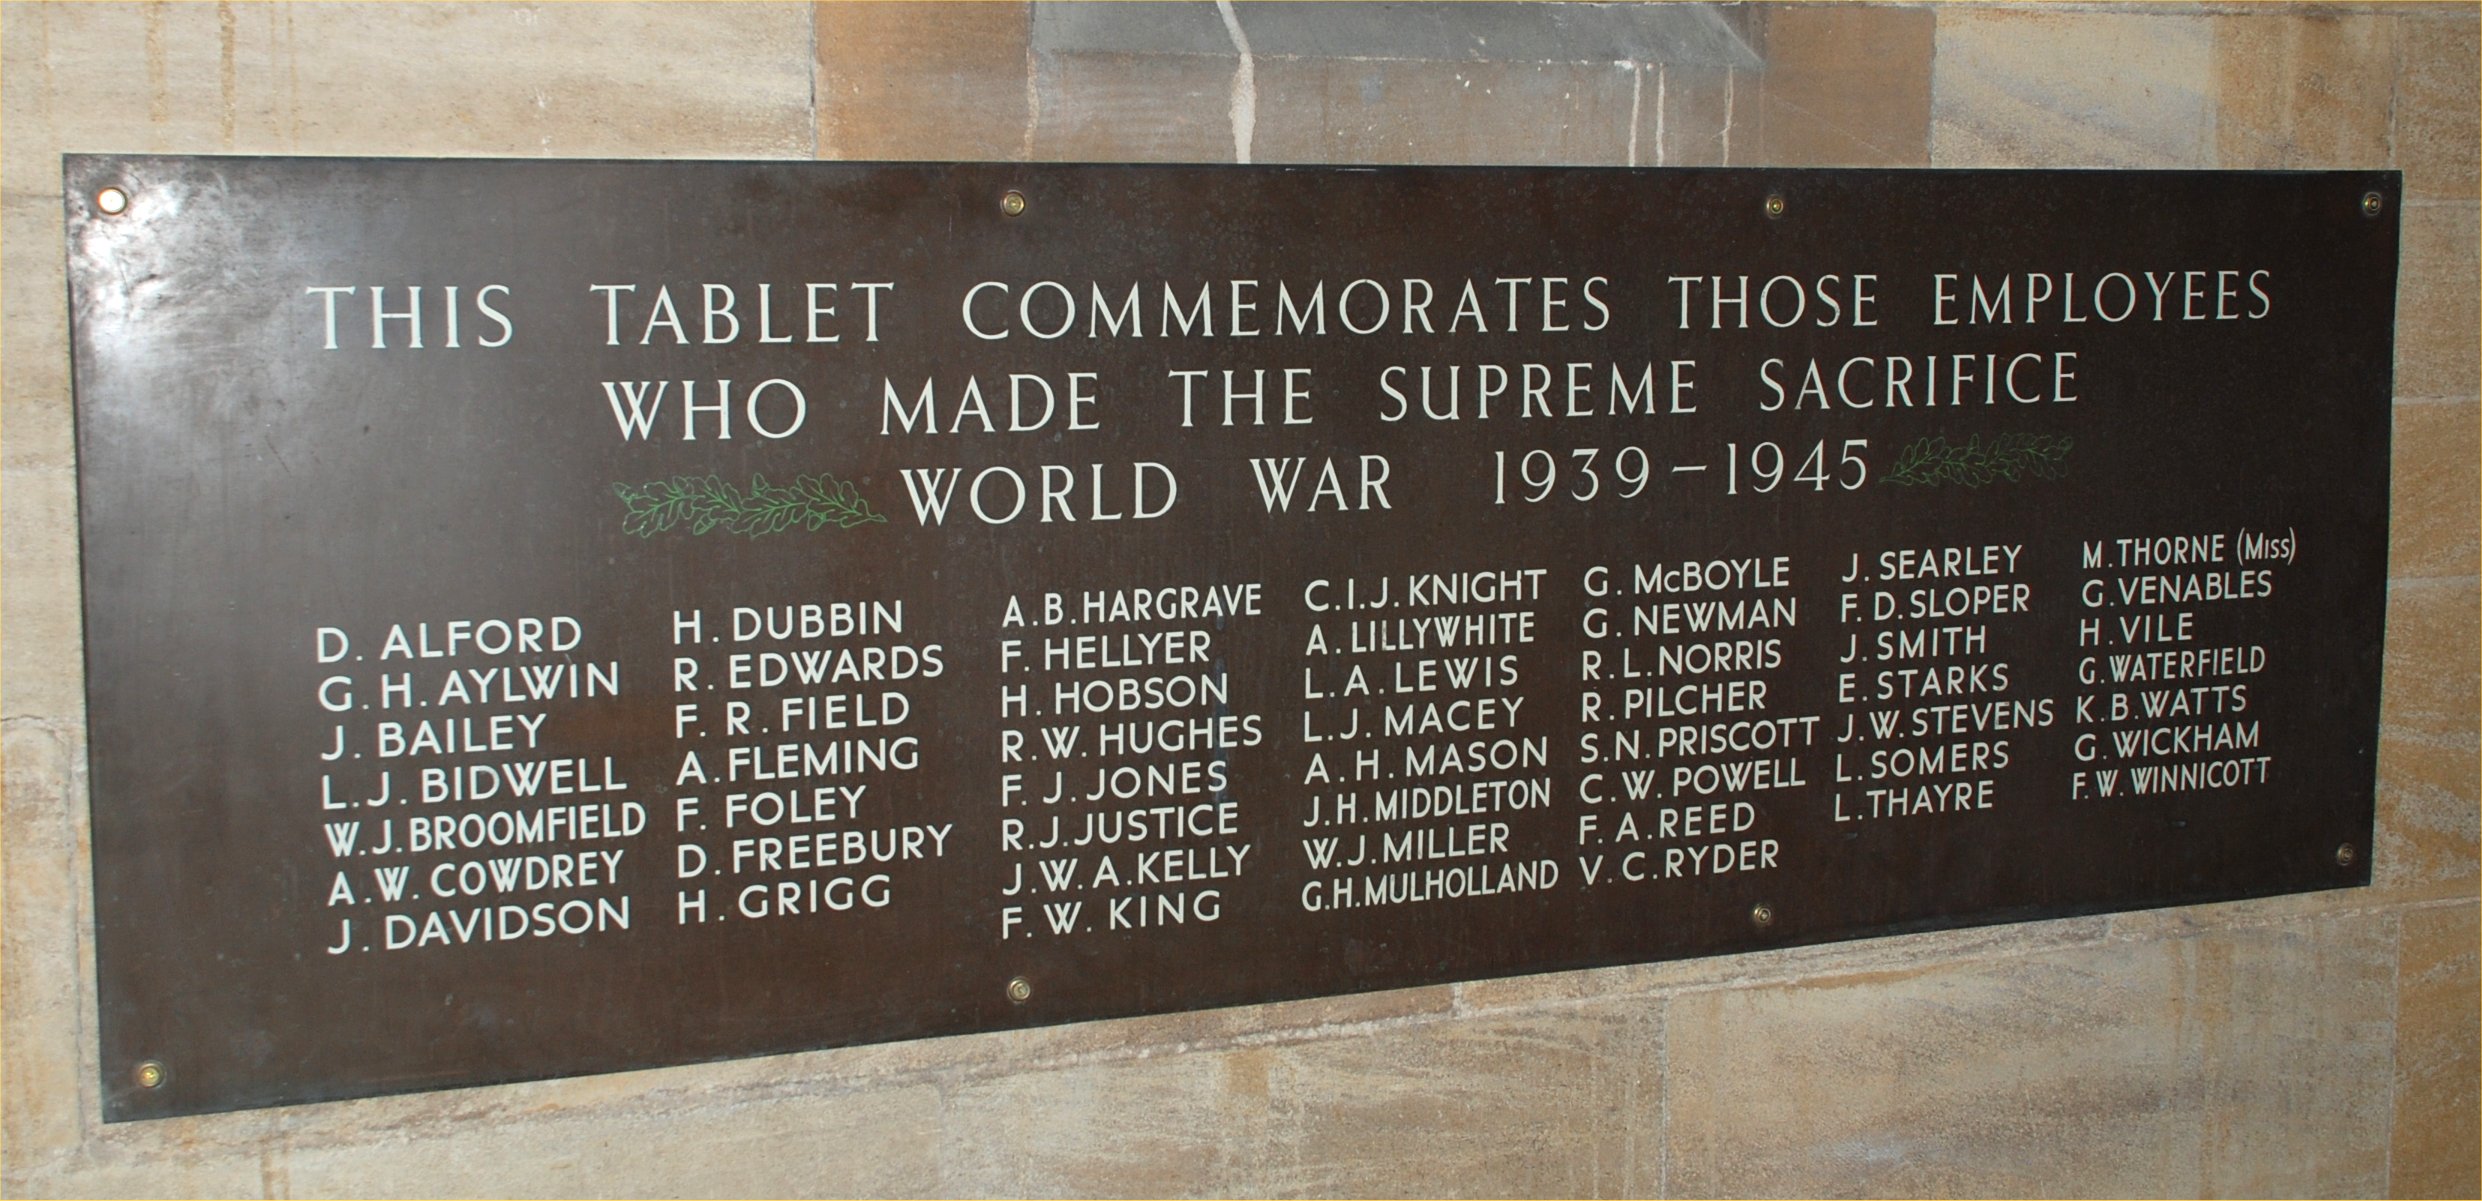 THIS TABLET COMMEMORATES THOSE EMPLOYEES
WHO MADE THE SUPREME SACRIFICE
WORLD WAR 1939-1945
D. ALFORD
G. H. AYLWIN
J. BAILEY
L. J. BIDWELL
W. J. BROOMFIELD
A. W. COWDREY
J. DAVIDSON
H. DUBBIN
R. EDWARDS
F. R. FIELD
A. FLEMING
F. FOLEY
D. FREEBURY
H. GRIGG
A. B. HARGRAVE
F. HELLYER
H. HOBSON
R. W. HUGHES
F. J. JONES
R. J. JUSTICE
J. W. A. KELLY
F. W. KING
C. I. J. KNIGHT
A. LILLYWHITE
L. A. LEWIS
L. J. MACEY
A. H. MASON
J. H. MIDDLETON
W. J. MILLER
G. H. MULHOLLAND
G. McBOYLE
G. NEWMAN
R. L. NORRIS
R. PILCHER
S. N. PRISCOTT
C. W. POWELL
F. A. REED
V. C. RYDER
J. SEARLEY
F. D. SLOPER
J. SMITH
E. STARKS
J. W. STEVENS
L. SOMERS
L. THAYRE
M. THORNE (Miss)
G. VENABLES
H. VILE
G. WATERFIELD
K. B. WATTS
G. WICKHAM
F. W. WINNICOTT